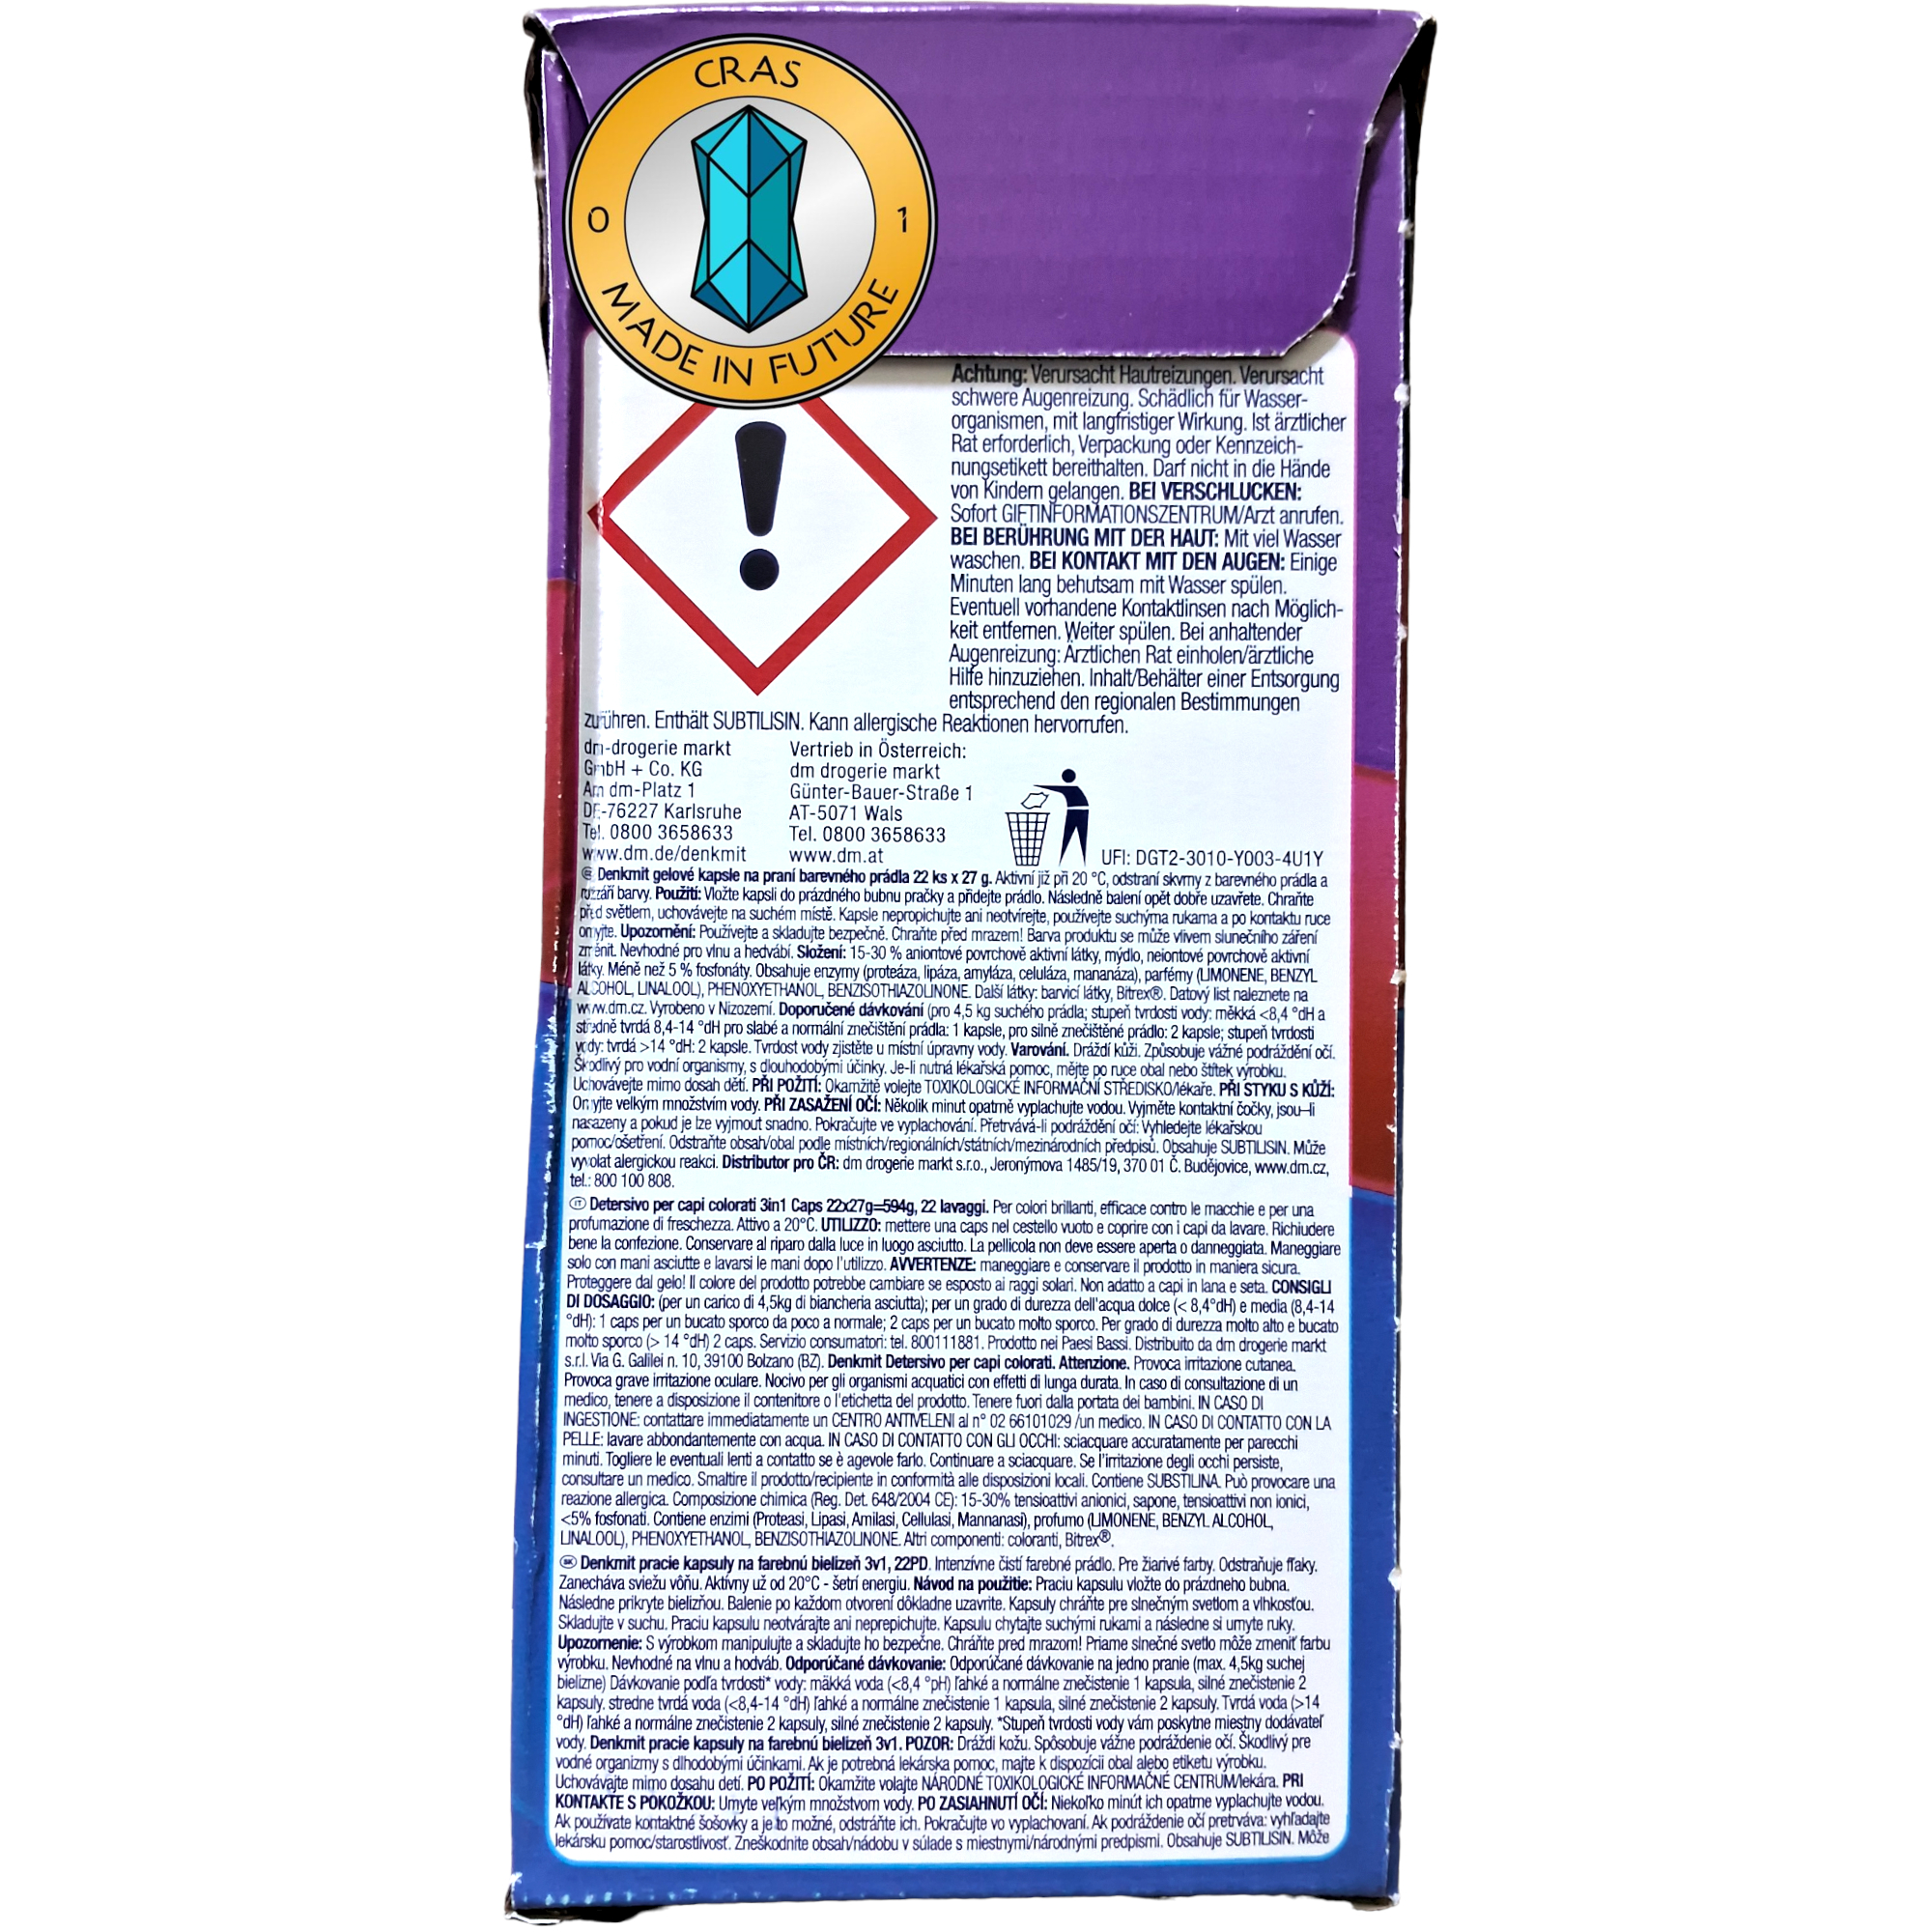 CRAS
0 1
MADE IN FUTURE
Achtung: Verursacht Hautreizungen. Verursacht
schwere Augenreizung. Schädlich für Wasser-
organismen, mit langfristiger Wirkung. Ist ärztlicher
Rat erforderlich, Verpackung oder Kennzeich-
nungsetikett bereithalten. Darf nicht in die Hände
von Kindern gelangen. BEI VERSCHLUCKEN:
Sofort GIFTINFORMATIONSZENTRUM/Arzt anrufen.
BEI BERÜHRUNG MIT DER HAUT: Mit viel Wasser
waschen. BEI KONTAKT MIT DEN AUGEN: Einige
Minuten lang behutsam mit Wasser spülen.
Eventuell vorhandene Kontaktlinsen nach Möglich-
keit entfernen. Weiter spülen. Bei anhaltender
Augenreizung: Ärztlichen Rat einholen/ärztliche
Hilfe hinzuziehen. Inhalt/Behälter einer Entsorgung
entsprechend den regionalen Bestimmungen
zuführen. Enthält SUBTILISIN. Kann allergische Reaktionen hervorrufen.
dm-drogerie markt
GmbH + Co. KG
Am dm-Platz 1
DE-76227 Karlsruhe
Tel. 0800 3658633
www.dm.de/denkmit
Vertrieb in Österreich:
dm drogerie markt
Günter-Bauer-Straße 1
AT-5071 Wals
Tel. 0800 3658633
www.dm.at
UFI: DGT2-3010-Y003-4U1Y
Denkmit gelové kapsle na praní barevného prádla 22 ks x 27 g. Aktivní již při 20 °C, odstraní skvrny z barevného prádla a
rozzáří barvy. Použití: Vložte kapsli do prázdného bubnu pračky a přidejte prádlo. Následně balení opět dobře uzavřete. Chraňte
před světlem, uchovávejte na suchém místě. Kapsle nepropichujte ani neotvírejte, používejte suchýma rukama a po kontaktu ruce
omyjte. Upozornění: Používejte a skladujte bezpečně. Chraňte před mrazem! Barva produktu se může vlivem slunečního záření
změnit. Nevhodné pro vlnu a hedvábí. Složení: 15-30 % aniontové povrchově aktivní látky, mýdlo, neiontové povrchově aktivní
látky. Méně než 5 % fosfonáty. Obsahuje enzymy (proteáza, lipáza, amyláza, celuláza, mananáza), parfémy (LIMONENE, BENZYL
ALCOHOL, LINALOOL), PHENOXYETHANOL, BENZISOTHIAZOLINONE. Další látky: barvicí látky, Bitrex®. Datový list naleznete na
www.dm.cz. Vyrobeno v Nizozemí. Doporučené dávkování (pro 4,5 kg suchého prádla; stupeň tvrdosti vody: měkká <8,4 °dH a
středně tvrdá 8,4-14 °dH pro slabé a normální znečištění prádla: 1 kapsle, pro silně znečištěné prádlo: 2 kapsle; stupeň tvrdosti
vody: tvrdá >14 °dH: 2 kapsle. Tvrdost vody zjistěte u místní úpravny vody. Varování. Dráždí kůži. Způsobuje vážné podráždění očí.
Škodlivý pro vodní organismy, s dlouhodobými účinky. Je-li nutná lékařská pomoc, mějte po ruce obal nebo štítek výrobku.
Uchovávejte mimo dosah dětí. PŘI POŽITÍ: Okamžitě volejte TOXIKOLOGICKÉ INFORMAČNÍ STŘEDISKO/lékaře. PŘI STYKU S KŮŽÍ:
Omyjte velkým množstvím vody. PŘI ZASAŽENÍ OČÍ: Několik minut opatrně vyplachujte vodou. Vyjměte kontaktní čočky, jsou-li
nasazeny a pokud je lze vyjmout snadno. Pokračujte ve vyplachování. Přetrvává-li podráždění očí: Vyhledejte lékařskou
pomoc/ošetření. Odstraňte obsah/obal podle místních/regionálních/státních/mezinárodních předpisů. Obsahuje SUBTILISIN. Může
vyvolat alergickou reakci. Distributor pro ČR: dm drogerie markt s.r.o., Jeronýmova 1485/19, 370 01 Č. Budějovice, www.dm.cz,
tel.: 800 100 808.
IT Detersivo per capi colorati 3in1 Caps 22x27g=594g, 22 lavaggi. Per colori brillanti, efficace contro le macchie e per una
profumazione di freschezza. Attivo a 20°C. UTILIZZO: mettere una caps nel cestello vuoto e coprire con i capi da lavare. Richiudere
bene la confezione. Conservare al riparo dalla luce in luogo asciutto. La pellicola non deve essere aperta o danneggiata. Maneggiare
solo con mani asciutte e lavarsi le mani dopo l'utilizzo. AVVERTENZE: maneggiare e conservare il prodotto in maniera sicura.
Proteggere dal gelo! Il colore del prodotto potrebbe cambiare se esposto ai raggi solari. Non adatto a capi in lana e seta. CONSIGLI
DI DOSAGGIO: (per un carico di 4,5kg di biancheria asciutta); per un grado di durezza dell'acqua dolce (< 8,4°dH) e media (8,4-14
°dH): 1 caps per un bucato sporco da poco a normale; 2 caps per un bucato molto sporco. Per grado di durezza molto alto e bucato
molto sporco (> 14 °dH) 2 caps. Servizio consumatori: tel. 800111881. Prodotto nei Paesi Bassi. Distribuito da dm drogerie markt
s.r.l. Via G. Galilei n. 10, 39100 Bolzano (BZ). Denkmit Detersivo per capi colorati. Attenzione. Provoca irritazione cutanea.
Provoca grave irritazione oculare. Nocivo per gli organismi acquatici con effetti di lunga durata. In caso di consultazione di un
medico, tenere a disposizione il contenitore o l'etichetta del prodotto. Tenere fuori dalla portata dei bambini. IN CASO DI
INGESTIONE: contattare immediatamente un CENTRO ANTIVELENI al n° 02 66101029 /un medico. IN CASO DI CONTATTO CON LA
PELLE: lavare abbondantemente con acqua. IN CASO DI CONTATTO CON GLI OCCHI: sciacquare accuratamente per parecchi
minuti. Togliere le eventuali lenti a contatto se è agevole farlo. Continuare a sciacquare. Se l'irritazione degli occhi persiste,
consultare un medico. Smaltire il prodotto/recipiente in conformità alle disposizioni locali. Contiene SUBSTILINA. Può provocare una
reazione allergica. Composizione chimica (Reg. Det. 648/2004 CE): 15-30% tensioattivi anionici, sapone, tensioattivi non ionici,
<5% fosfonati. Contiene enzimi (Proteasi, Lipasi, Amilasi, Cellulasi, Mannanasi), profumo (LIMONENE, BENZYL ALCOHOL,
LINALOOL), PHENOXYETHANOL, BENZISOTHIAZOLINONE. Altri componenti: coloranti, Bitrex®.
SK Denkmit pracie kapsuly na farebnú bielizeň 3v1, 22PD. Intenzívne čistí farebné prádlo. Pre žiarivé farby. Odstraňuje fľaky.
Zanecháva sviežu vôňu. Aktívny už od 20°C - šetrí energiu. Návod na použitie: Praciu kapsulu vložte do prázdneho bubna.
Následne prikryte bielizňou. Balenie po každom otvorení dôkladne uzavrite. Kapsuly chráňte pre slnečným svetlom a vlhkosťou.
Skladujte v suchu. Praciu kapsulu neotvárajte ani neprepichujte. Kapsulu chytajte suchými rukami a následne si umyte ruky.
Upozornenie: S výrobkom manipulujte a skladujte ho bezpečne. Chráňte pred mrazom! Priame slnečné svetlo môže zmeniť farbu
výrobku. Nevhodné na vlnu a hodváb. Odporúčané dávkovanie: Odporúčané dávkovanie na jedno pranie (max. 4,5kg suchej
bielizne) Dávkovanie podľa tvrdosti* vody: mäkká voda (<8,4 °pH) ľahké a normálne znečistenie 1 kapsula, silné znečistenie 2
kapsuly. stredne tvrdá voda (<8,4-14 °dH) ľahké a normálne znečistenie 1 kapsula, silné znečistenie 2 kapsuly. Tvrdá voda (>14
°dH) ľahké a normálne znečistenie 2 kapsuly, silné znečistenie 2 kapsuly. *Stupeň tvrdosti vody vám poskytne miestny dodávateľ
vody. Denkmit pracie kapsuly na farebnú bielizeň 3v1. POZOR: Dráždi kožu. Spôsobuje vážne podráždenie očí. Škodlivý pre
vodné organizmy s dlhodobými účinkami. Ak je potrebná lekárska pomoc, majte k dispozícii obal alebo etiketu výrobku.
Uchovávajte mimo dosahu detí. PO POŽITÍ: Okamžite volajte NÁRODNÉ TOXIKOLOGICKÉ INFORMAČNÉ CENTRUM/lekára. PRI
KONTAKTE S POKOŽKOU: Umyte veľkým množstvom vody. PO ZASIAHNUTÍ OČÍ: Niekoľko minút ich opatrne vyplachujte vodou.
Ak používate kontaktné šošovky a je to možné, odstráňte ich. Pokračujte vo vyplachovaní. Ak podráždenie očí pretrváva: vyhľadajte
lekársku pomoc/starostlivosť. Zneškodnite obsah/nádobu v súlade s miestnymi/národnými predpismi. Obsahuje SUBTILISIN. Môže